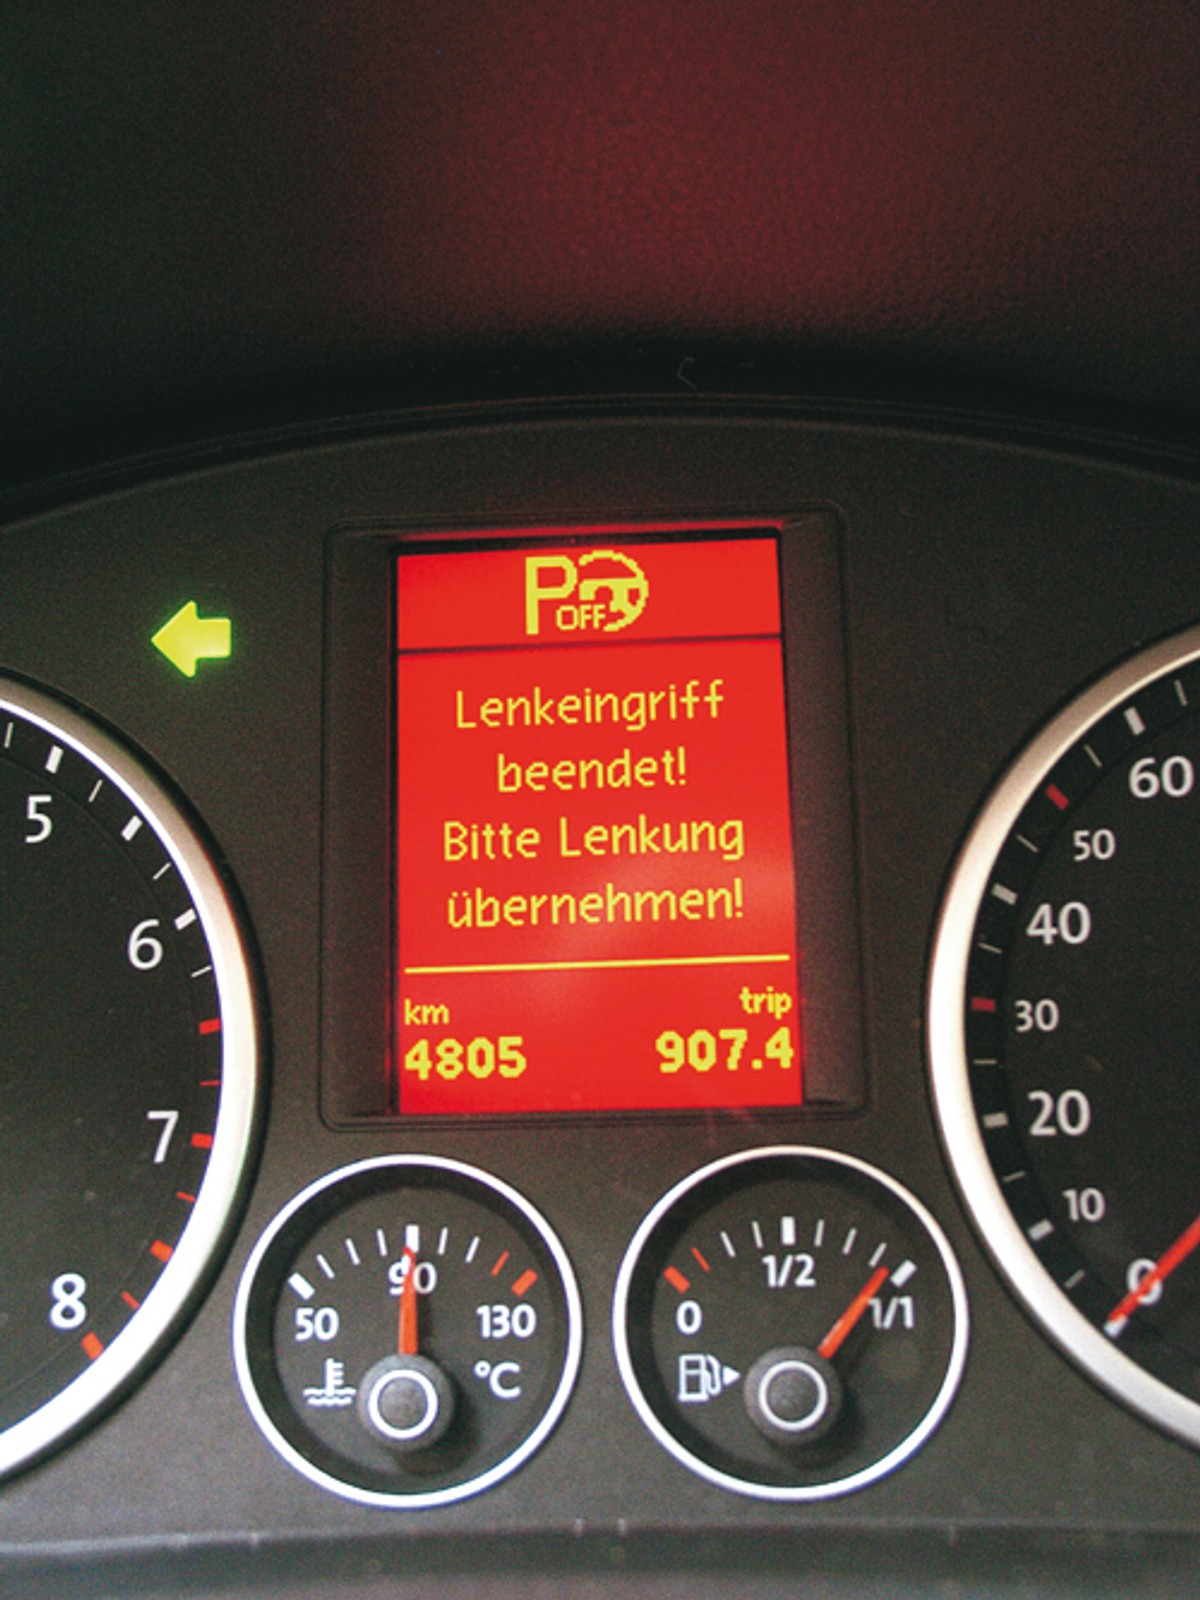 P OFF
Lenkeingriff
beendet!
Bitte Lenkung
übernehmen!
km trip
4805 907.4
5
6
7
8
50 90 130
°C
0 1/2 1/1
60
50
40
30
20
10
0